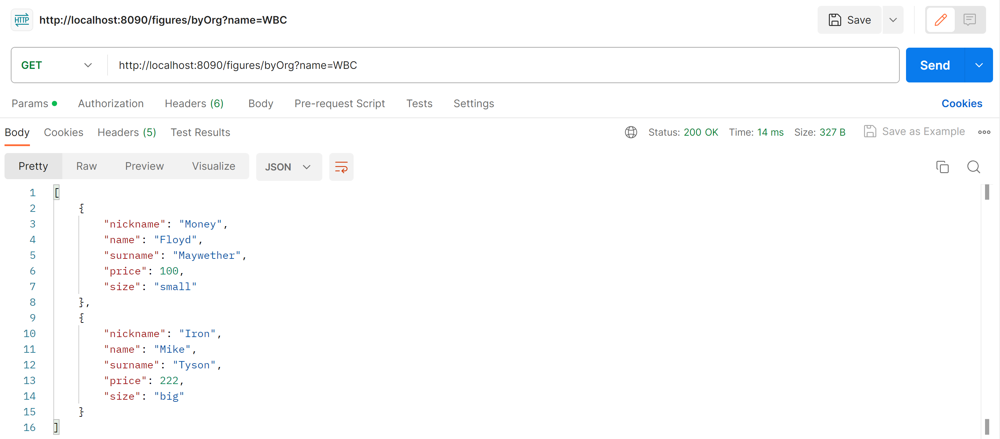 HTTP http://localhost:8090/figures/byOrg?name=WBC Save
GET http://localhost:8090/figures/byOrg?name=WBC Send
Params Authorization Headers (6) Body Pre-request Script Tests Settings Cookies
Body Cookies Headers (5) Test Results Status: 200 OK Time: 14 ms Size: 327 B Save as Example
Pretty Raw Preview Visualize JSON
1 [
2 {
3 "nickname": "Money",
4 "name": "Floyd",
5 "surname": "Maywether",
6 "price": 100,
7 "size": "small"
8 },
9 {
10 "nickname": "Iron",
11 "name": "Mike",
12 "surname": "Tyson",
13 "price": 222,
14 "size": "big"
15 }
16 ]